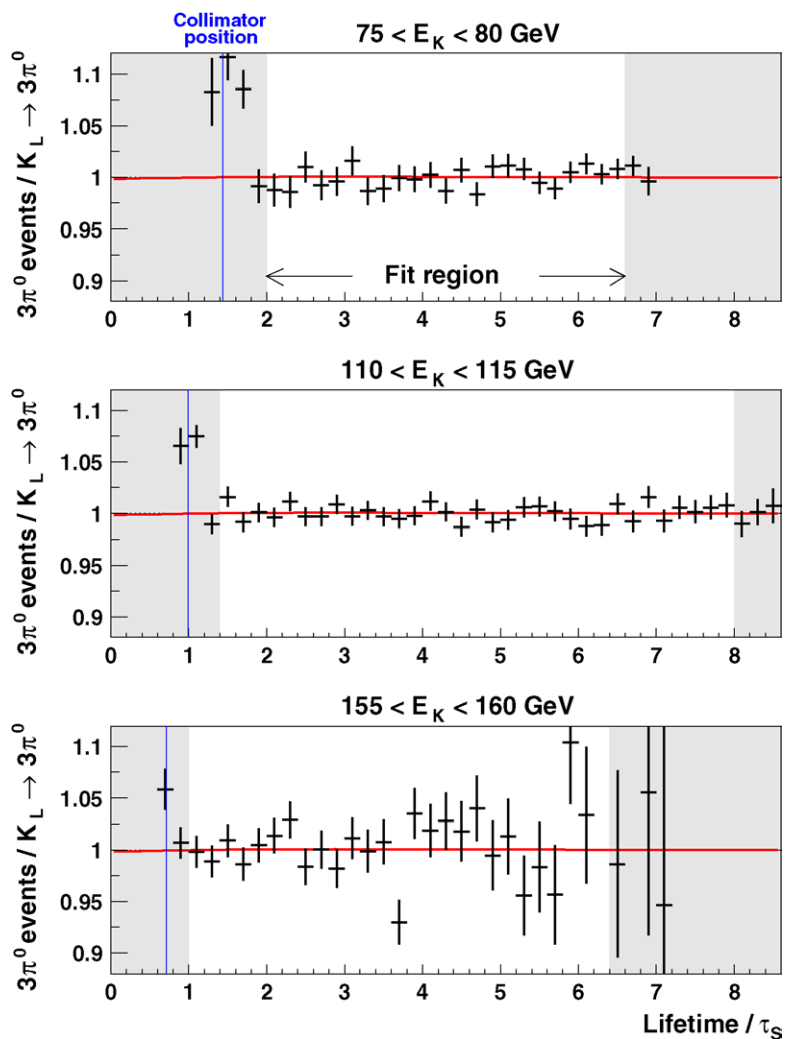 Collimator
position
75 < E_K < 80 GeV
3π⁰ events / K_L → 3π⁰
1.1
1.05
1
0.95
0.9
Fit region
0 1 2 3 4 5 6 7 8
110 < E_K < 115 GeV
3π⁰ events / K_L → 3π⁰
1.1
1.05
1
0.95
0.9
0 1 2 3 4 5 6 7 8
155 < E_K < 160 GeV
3π⁰ events / K_L → 3π⁰
1.1
1.05
1
0.95
0.9
0 1 2 3 4 5 6 7 8
Lifetime / τ_S